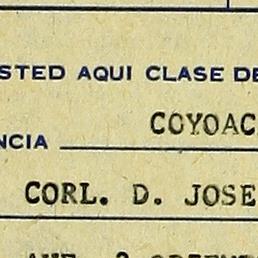 STED AQUI CLASE DE
COYOAC
NCIA
CORL. D. JOSE